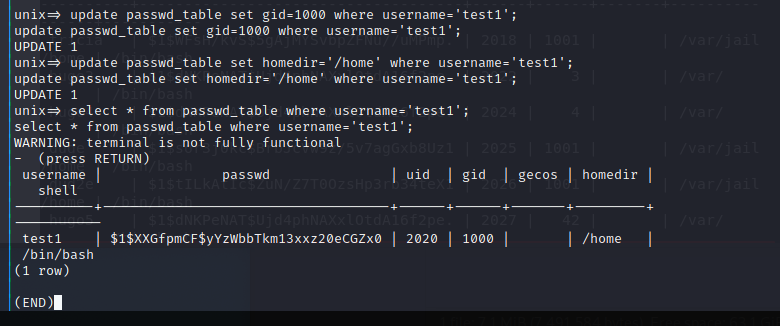 unix=> update passwd_table set gid=1000 where username='test1';
update passwd_table set gid=1000 where username='test1';
UPDATE 1
unix=> update passwd_table set homedir='/home' where username='test1';
update passwd_table set homedir='/home' where username='test1';
UPDATE 1
unix=> select * from passwd_table where username='test1';
select * from passwd_table where username='test1';
WARNING: terminal is not fully functional
-  (press RETURN)
 username |               passwd               | uid  | gid  | gecos | homedir |
   shell
----------+------------------------------------+------+------+-------+---------+
-----------
 test1    | $1$XXGfpmCF$yYzWbbTkm13xxz20eCGZx0 | 2020 | 1000 |       | /home   |
 /bin/bash
(1 row)
(END)